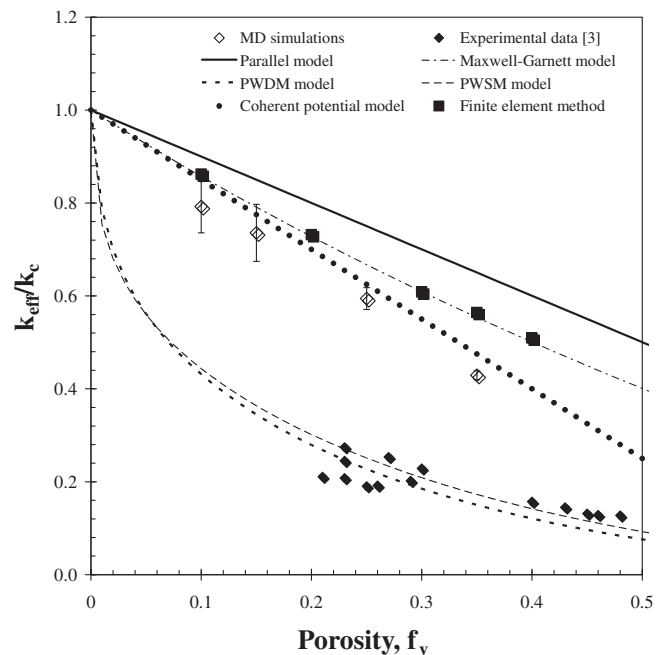 MD simulations
Experimental data [3]
Parallel model
Maxwell-Garnett model
PWDM model
PWSM model
Coherent potential model
Finite element method
1.2
1.0
0.8
0.6
0.4
0.2
0.0
k_eff/k_c
0 0.1 0.2 0.3 0.4 0.5
Porosity, f_v